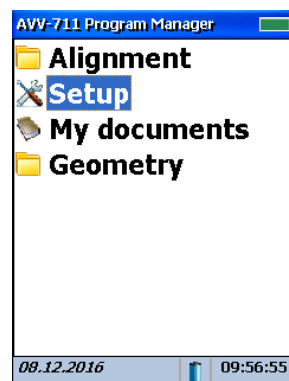 AVV-711 Program Manager
Alignment
Setup
My documents
Geometry
08.12.2016 09:56:55